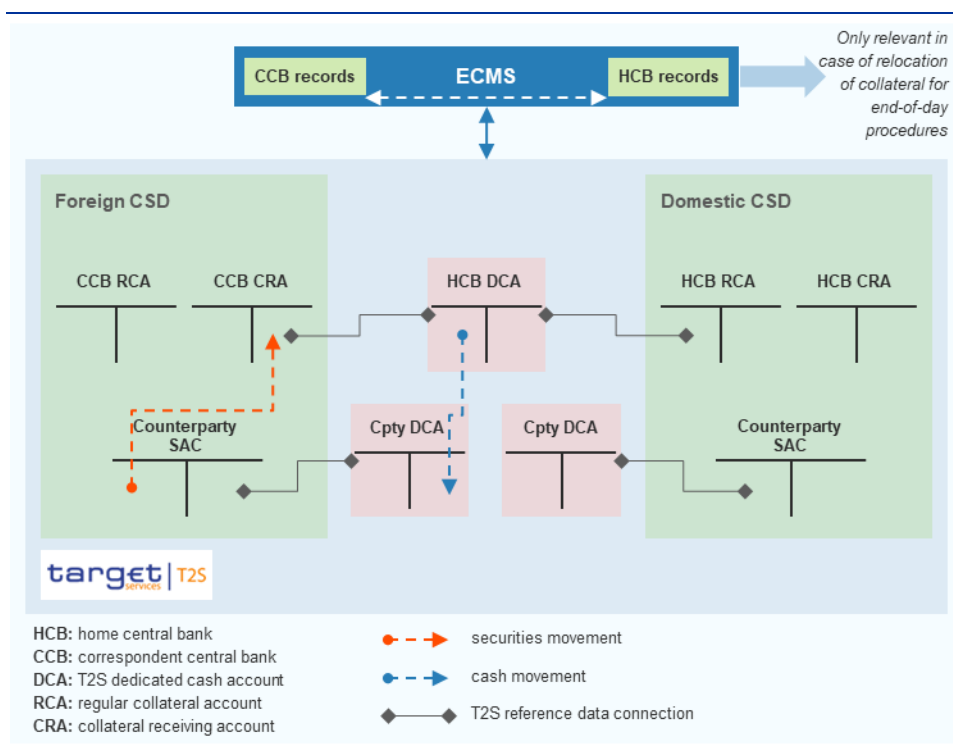 Only relevant in
case of relocation
of collateral for
end-of-day
procedures
CCB records
ECMS
HCB records
Foreign CSD
Domestic CSD
CCB RCA
CCB CRA
HCB DCA
HCB RCA
HCB CRA
Counterparty
SAC
Cpty DCA
Cpty DCA
Counterparty
SAC
target | T2S
services
HCB: home central bank
CCB: correspondent central bank
DCA: T2S dedicated cash account
RCA: regular collateral account
CRA: collateral receiving account
securities movement
cash movement
T2S reference data connection